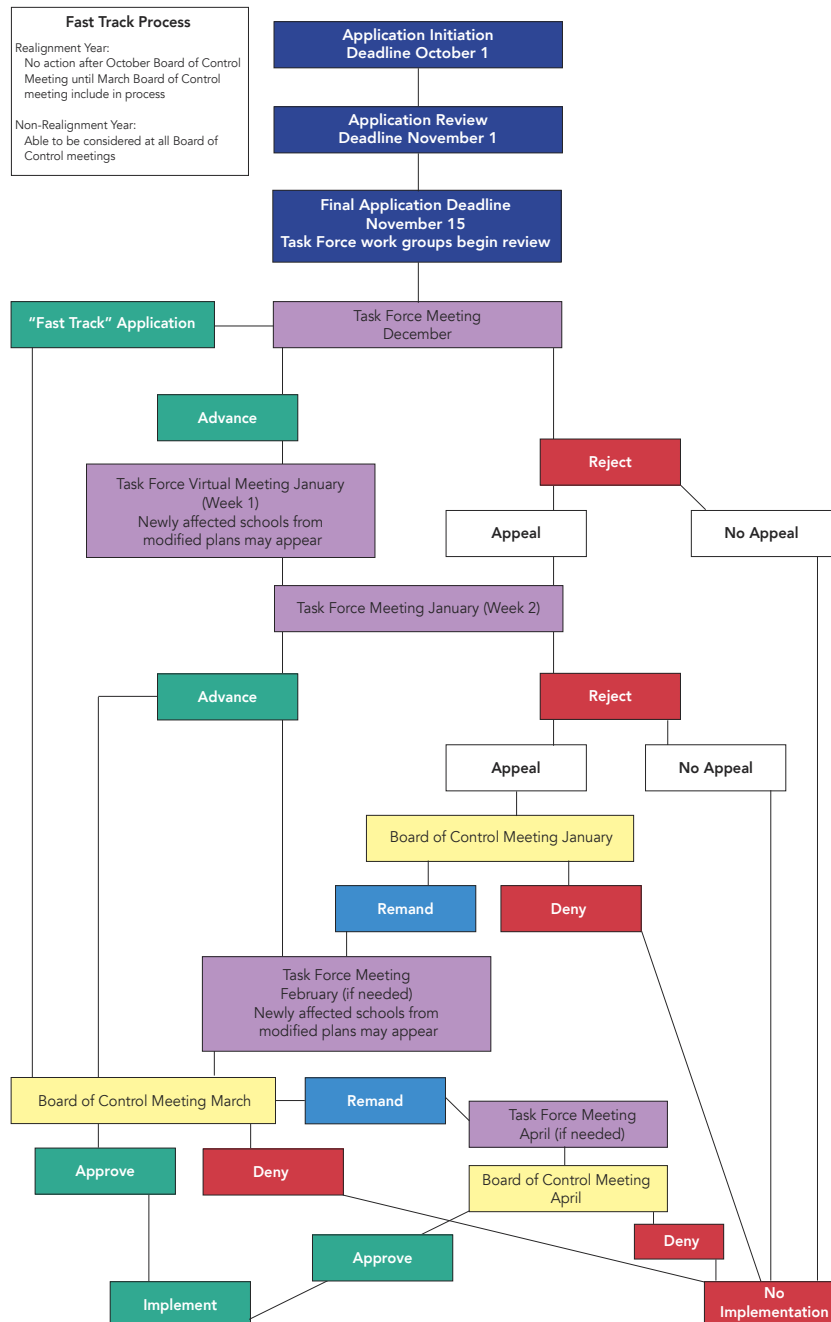 Fast Track Process
Realignment Year:
No action after October Board of Control
Meeting until March Board of Control
meeting include in process
Non-Realignment Year:
Able to be considered at all Board of
Control meetings
Application Initiation
Deadline October 1
Application Review
Deadline November 1
Final Application Deadline
November 15
Task Force work groups begin review
“Fast Track” Application
Task Force Meeting
December
Advance
Reject
Task Force Virtual Meeting January
(Week 1)
Newly affected schools from
modified plans may appear
Appeal
No Appeal
Task Force Meeting January (Week 2)
Advance
Reject
Appeal
No Appeal
Board of Control Meeting January
Remand
Deny
Task Force Meeting
February (if needed)
Newly affected schools from
modified plans may appear
Board of Control Meeting March
Remand
Task Force Meeting
April (if needed)
Approve
Deny
Board of Control Meeting
April
Deny
Approve
Implement
No
Implementation